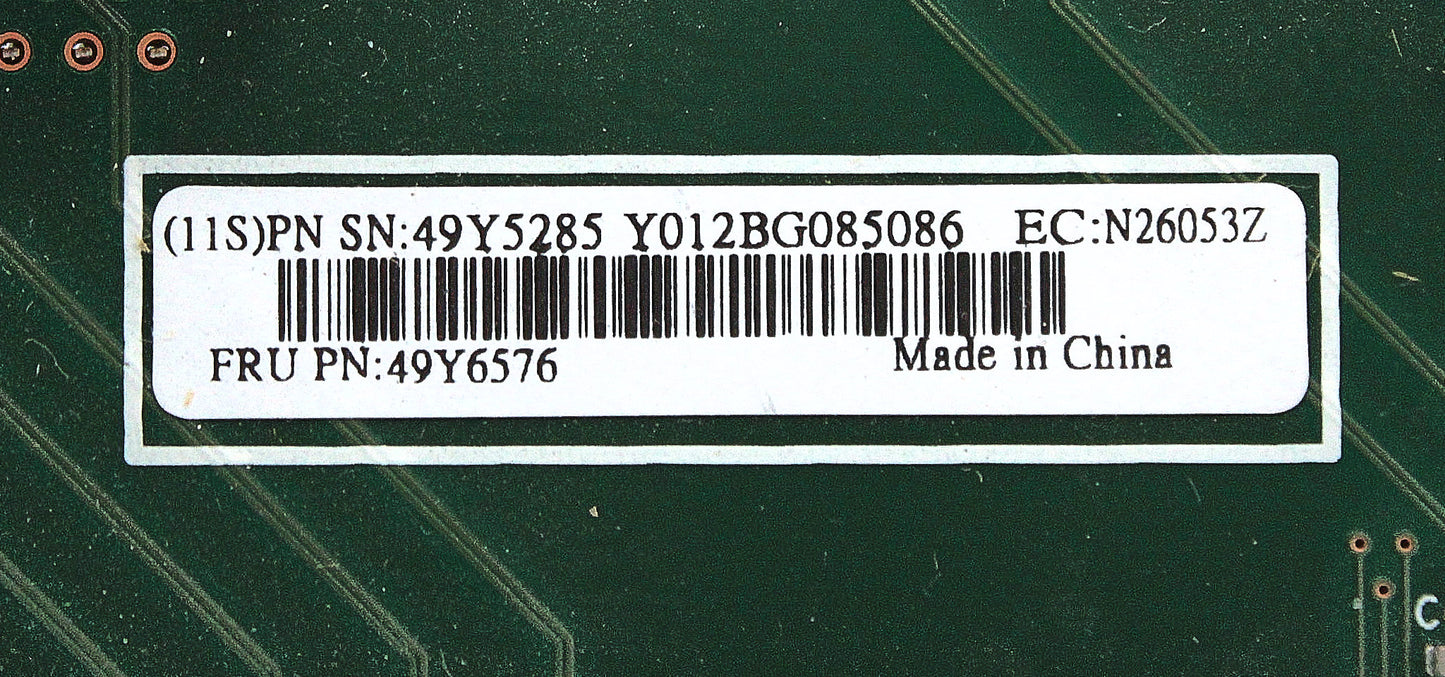 (11S)PN SN:49Y5285 Y012BG085086 EC:N26053Z
FRU PN:49Y6576
Made in China
C